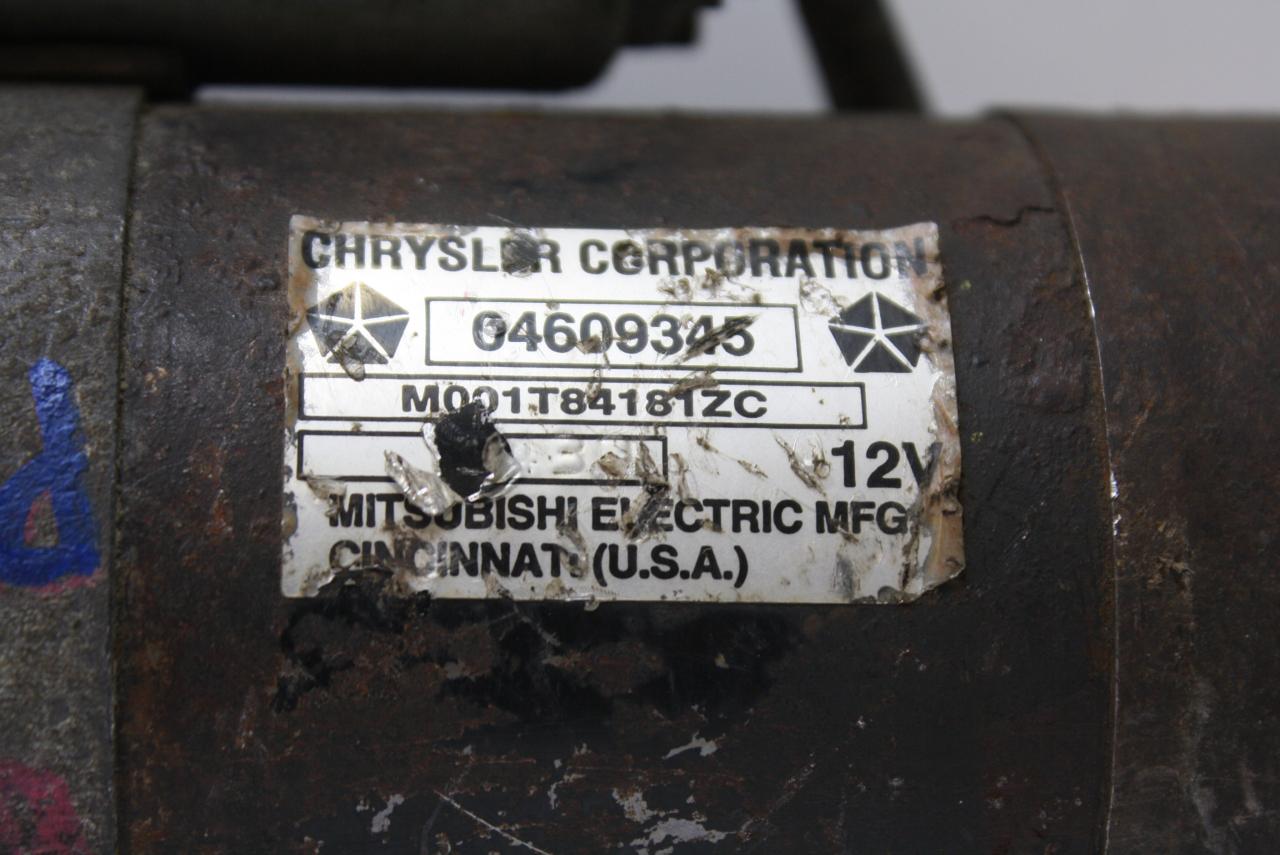 CHRYSLER CORPORATION
04609345
M001T84181ZC
12V
MITSUBISHI ELECTRIC MFG
CINCINNATI (U.S.A.)